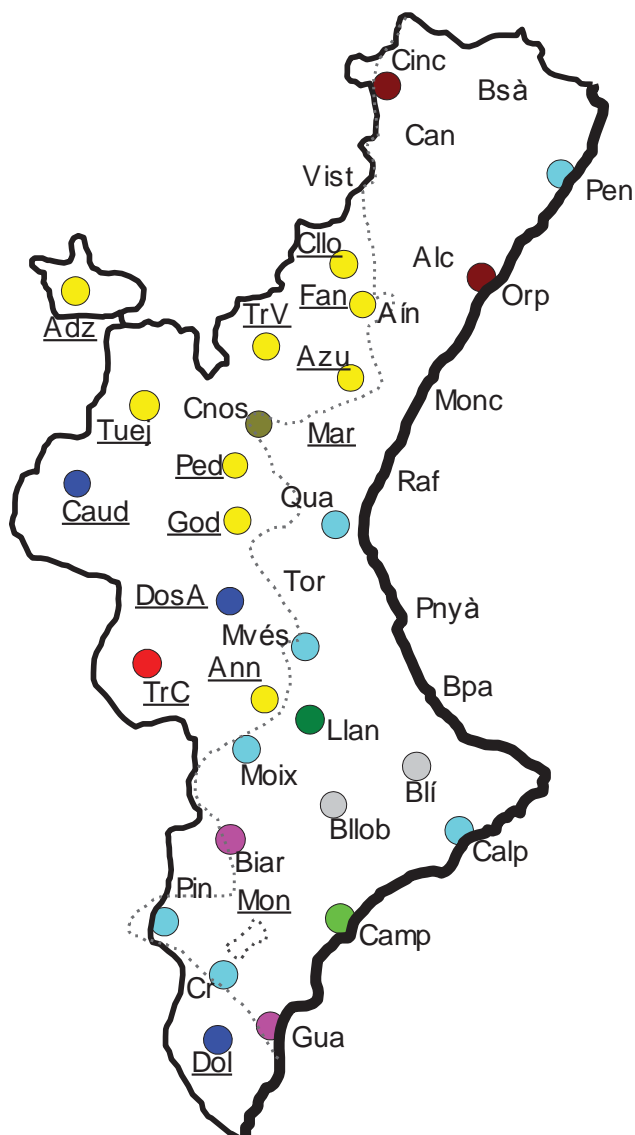 Cinc
Bsà
Can
Vist
Pen
Cllo
Alc
Fan
Orp
Adz
TrV
Aín
Azu
Monc
Cnos
Tuej
Mar
Ped
Raf
Qua
Caud
God
Tor
DosA
Pnyà
Mvés
Ann
TrC
Bpa
Llan
Moix
Blí
Bllob
Calp
Biar
Pin
Mon
Camp
Cr
Gua
Dol